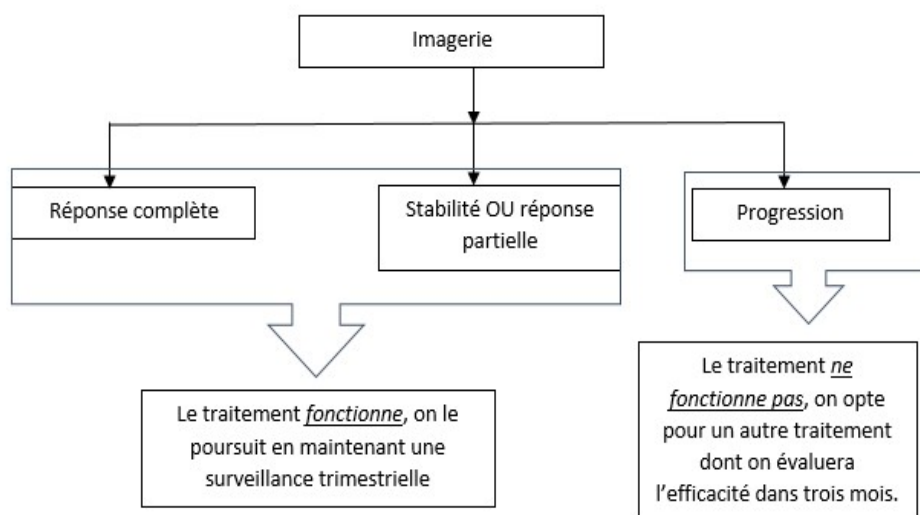 Imagerie
Réponse complète
Stabilité OU réponse
partielle
Progression
Le traitement fonctionne, on le
poursuit en maintenant une
surveillance trimestrielle
Le traitement ne
fonctionne pas, on opte
pour un autre traitement
dont on évaluera
l’efficacité dans trois mois.